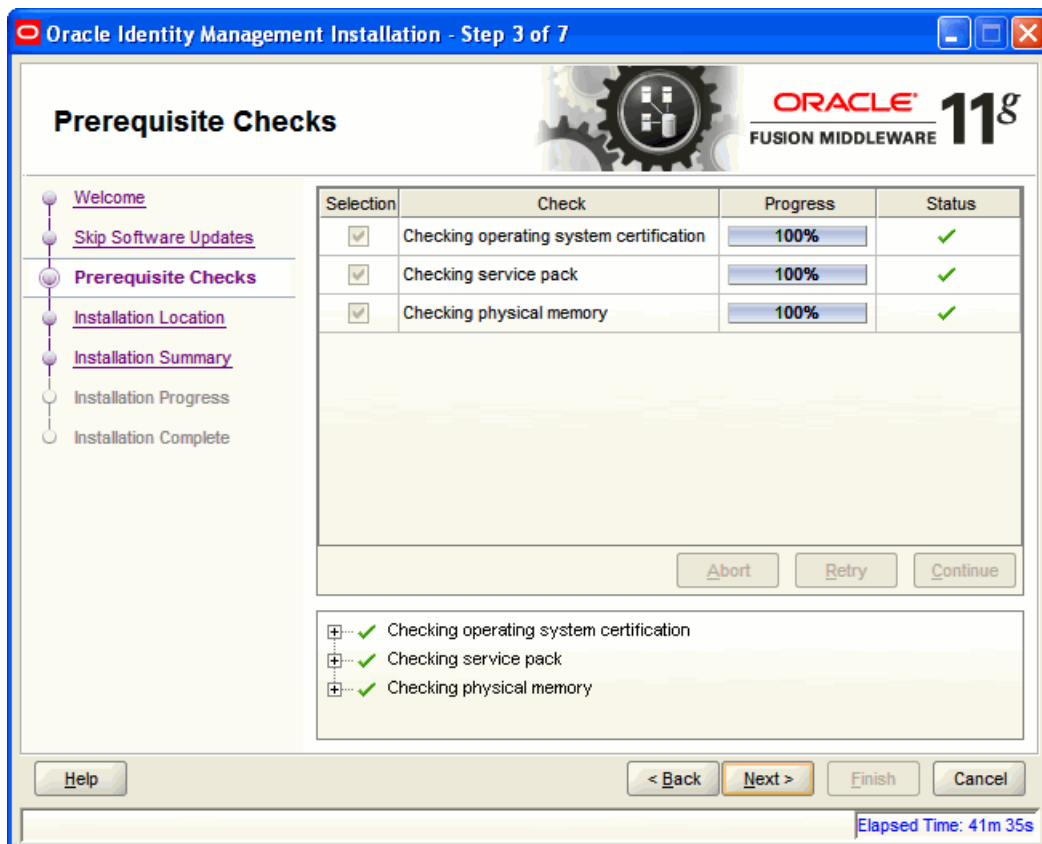 Oracle Identity Management Installation - Step 3 of 7
Prerequisite Checks
ORACLE
FUSION MIDDLEWARE
11g
Welcome
Skip Software Updates
Prerequisite Checks
Installation Location
Installation Summary
Installation Progress
Installation Complete
Selection Check Progress Status
Checking operating system certification 100%
Checking service pack 100%
Checking physical memory 100%
Abort Retry Continue
Checking operating system certification
Checking service pack
Checking physical memory
Help < Back Next > Finish Cancel
Elapsed Time: 41m 35s